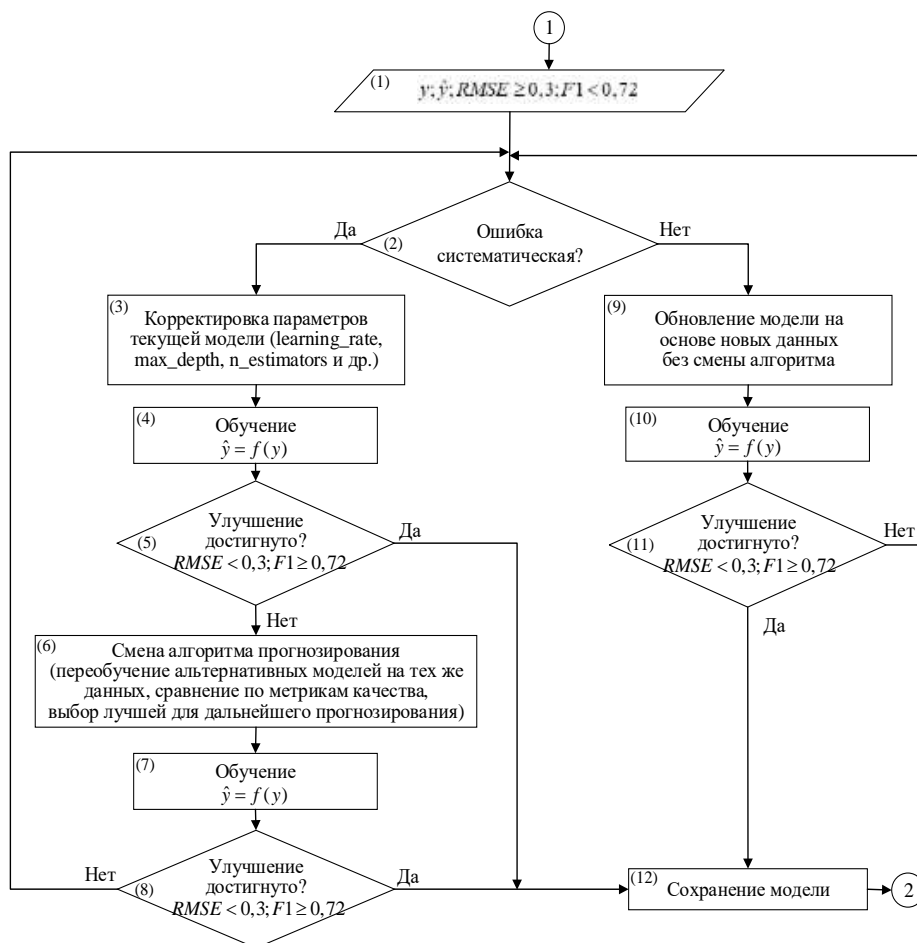 1
(1)
y; ŷ; RMSE ≥ 0,3; F1 < 0,72
Да
(2)
Ошибка
систематическая?
Нет
(3)
Корректировка параметров
текущей модели (learning_rate,
max_depth, n_estimators и др.)
(9)
Обновление модели на
основе новых данных
без смены алгоритма
(4)
Обучение
ŷ = f(y)
(10)
Обучение
ŷ = f(y)
(5)
Улучшение
достигнуто?
RMSE < 0,3; F1 ≥ 0,72
Да
Нет
(11)
Улучшение
достигнуто?
RMSE < 0,3; F1 ≥ 0,72
Нет
Да
(6)
Смена алгоритма прогнозирования
(переобучение альтернативных моделей на тех же
данных, сравнение по метрикам качества,
выбор лучшей для дальнейшего прогнозирования)
(7)
Обучение
ŷ = f(y)
Нет
(8)
Улучшение
достигнуто?
RMSE < 0,3; F1 ≥ 0,72
Да
(12)
Сохранение модели
2